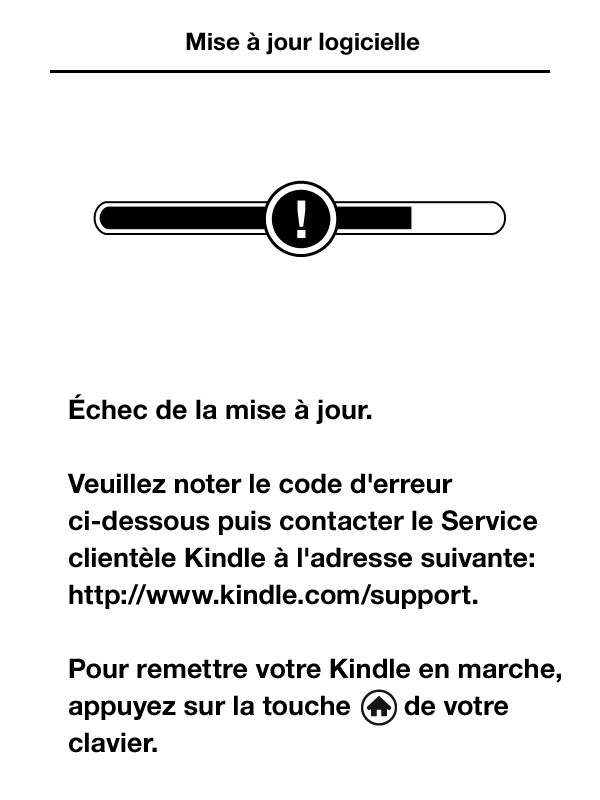 Mise à jour logicielle
!
Échec de la mise à jour.
Veuillez noter le code d'erreur
ci-dessous puis contacter le Service
clientèle Kindle à l'adresse suivante:
http://www.kindle.com/support.
Pour remettre votre Kindle en marche,
appuyez sur la touche de votre
clavier.